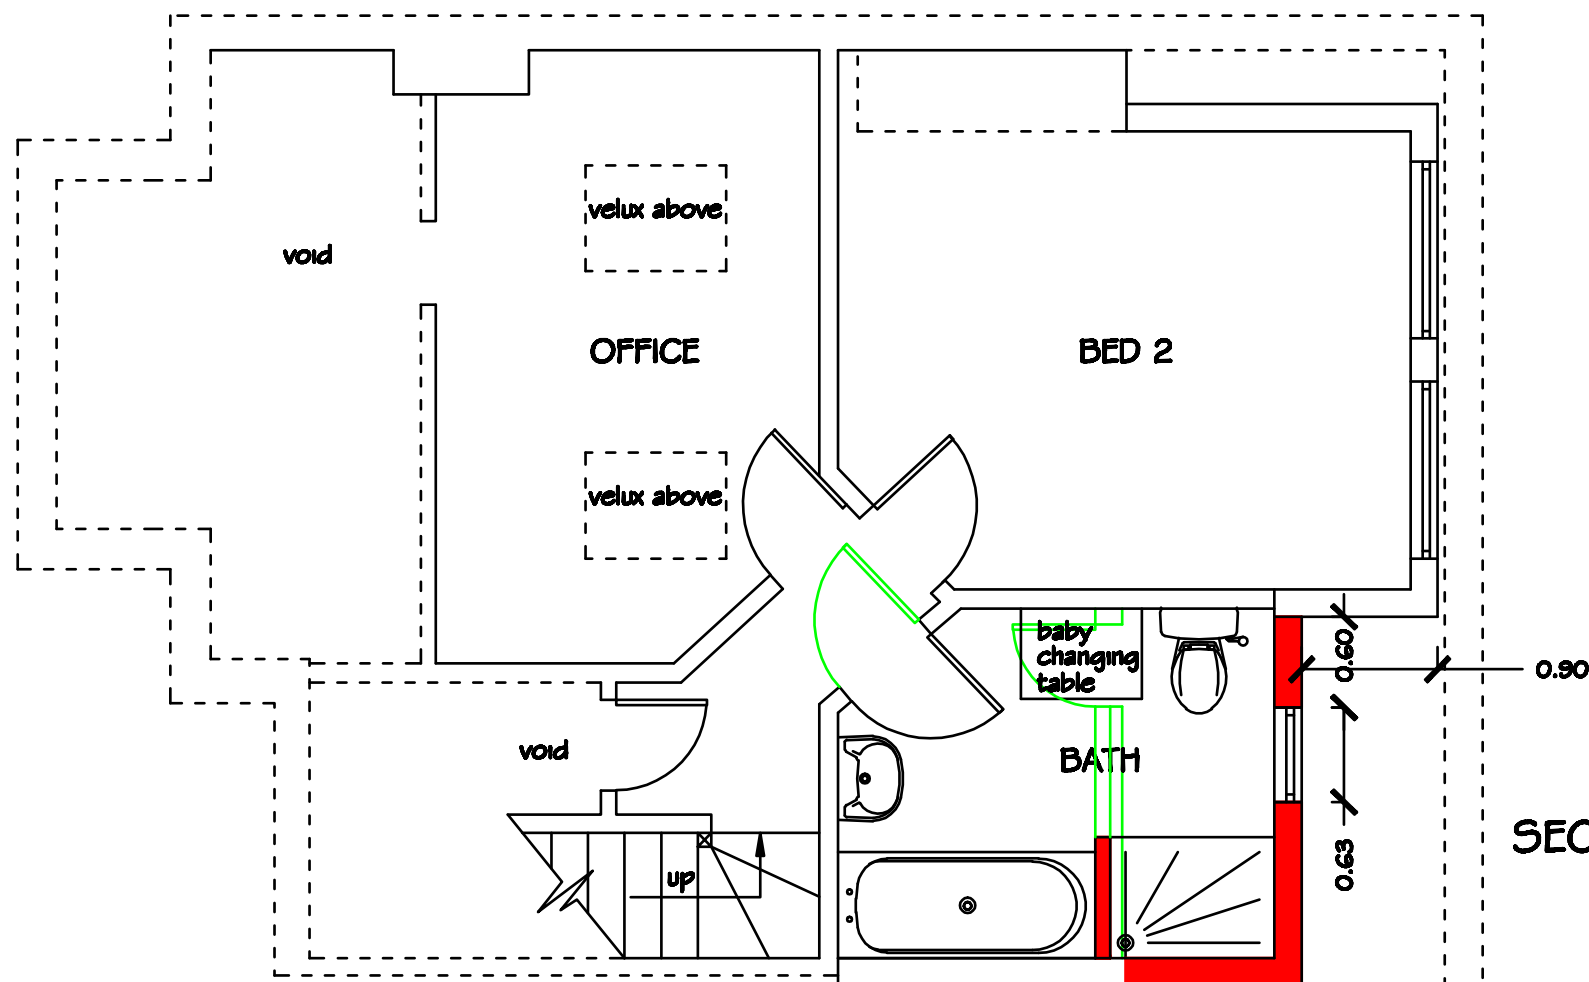 velux above
void
OFFICE
BED 2
velux above
baby
changing
table
0.60
0.90
void
BATH
0.63
SEC
up